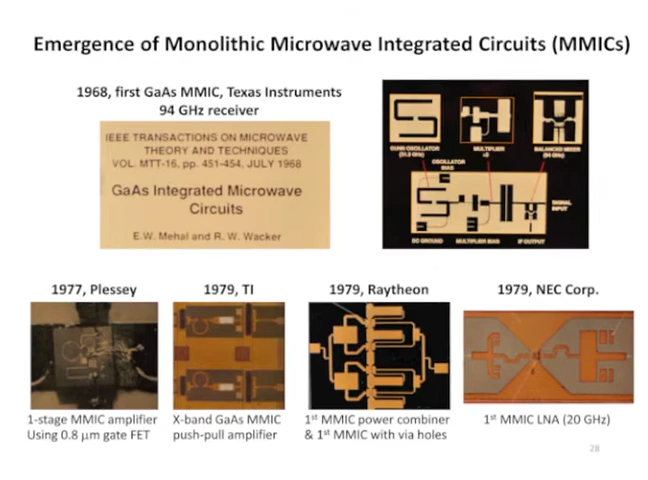 Emergence of Monolithic Microwave Integrated Circuits (MMICs)
1968, first GaAs MMIC, Texas Instruments
94 GHz receiver
IEEE TRANSACTIONS ON MICROWAVE
THEORY AND TECHNIQUES
VOL. MTT-16, pp. 451-454, JULY 1968
GaAs Integrated Microwave
Circuits
E.W. Mehal and R. W. Wacker
GUNN OSCILLATOR
MULTIPLIER
BALANCED MIXER
(94 GHz)
OSCILLATOR
BIAS
SIGNAL
INPUT
DC GROUND
MULTIPLIER BIAS
IF OUTPUT
1977, Plessey
1979, TI
1979, Raytheon
1979, NEC Corp.
1-stage MMIC amplifier
Using 0.8 μm gate FET
X-band GaAs MMIC
push-pull amplifier
1st MMIC power combiner
& 1st MMIC with via holes
1st MMIC LNA (20 GHz)
28